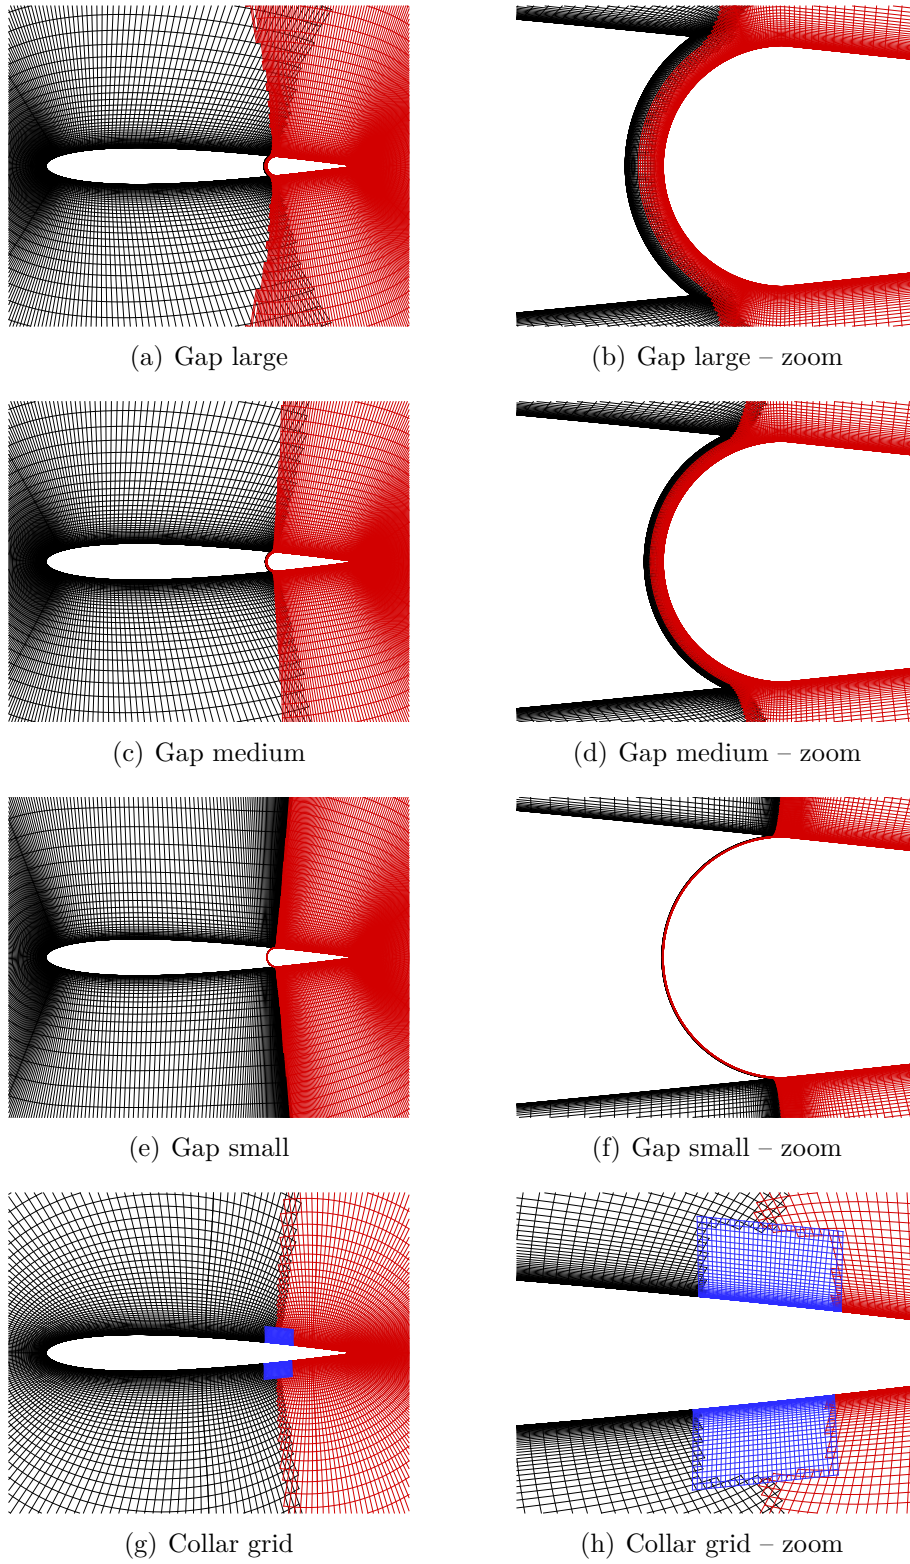 (a) Gap large
(b) Gap large – zoom
(c) Gap medium
(d) Gap medium – zoom
(e) Gap small
(f) Gap small – zoom
(g) Collar grid
(h) Collar grid – zoom